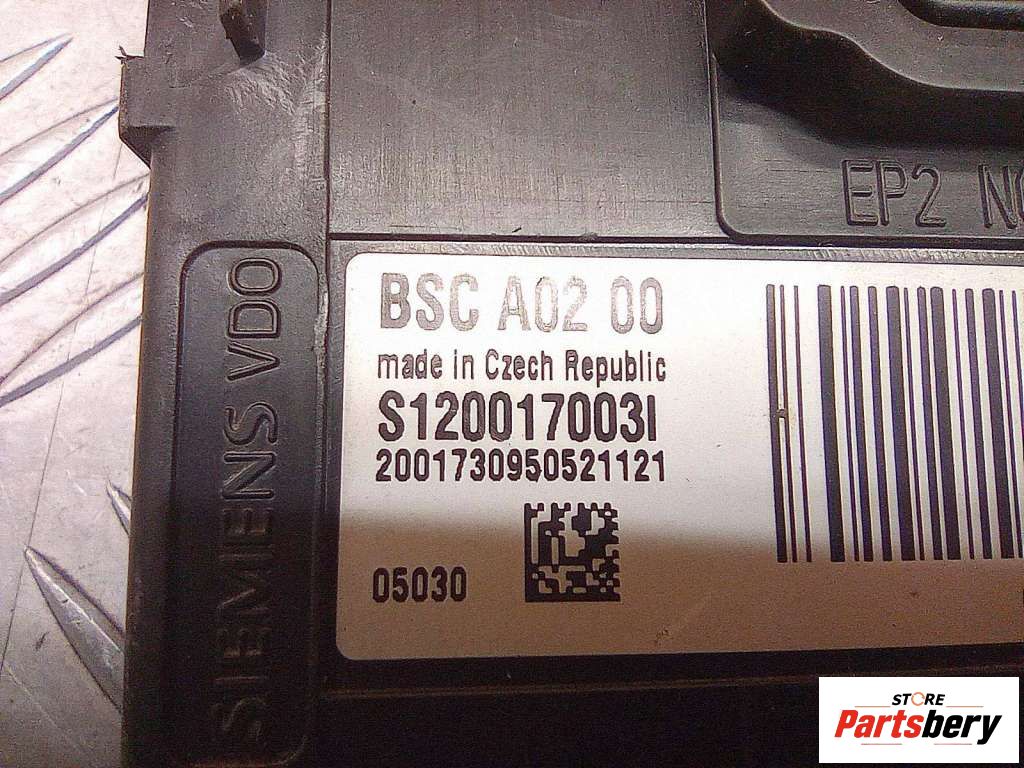 EP2
BSC A02 00
made in Czech Republic
S120017003I
2001730950521121
05030
SIEMENS VDO
STORE
Partsbery